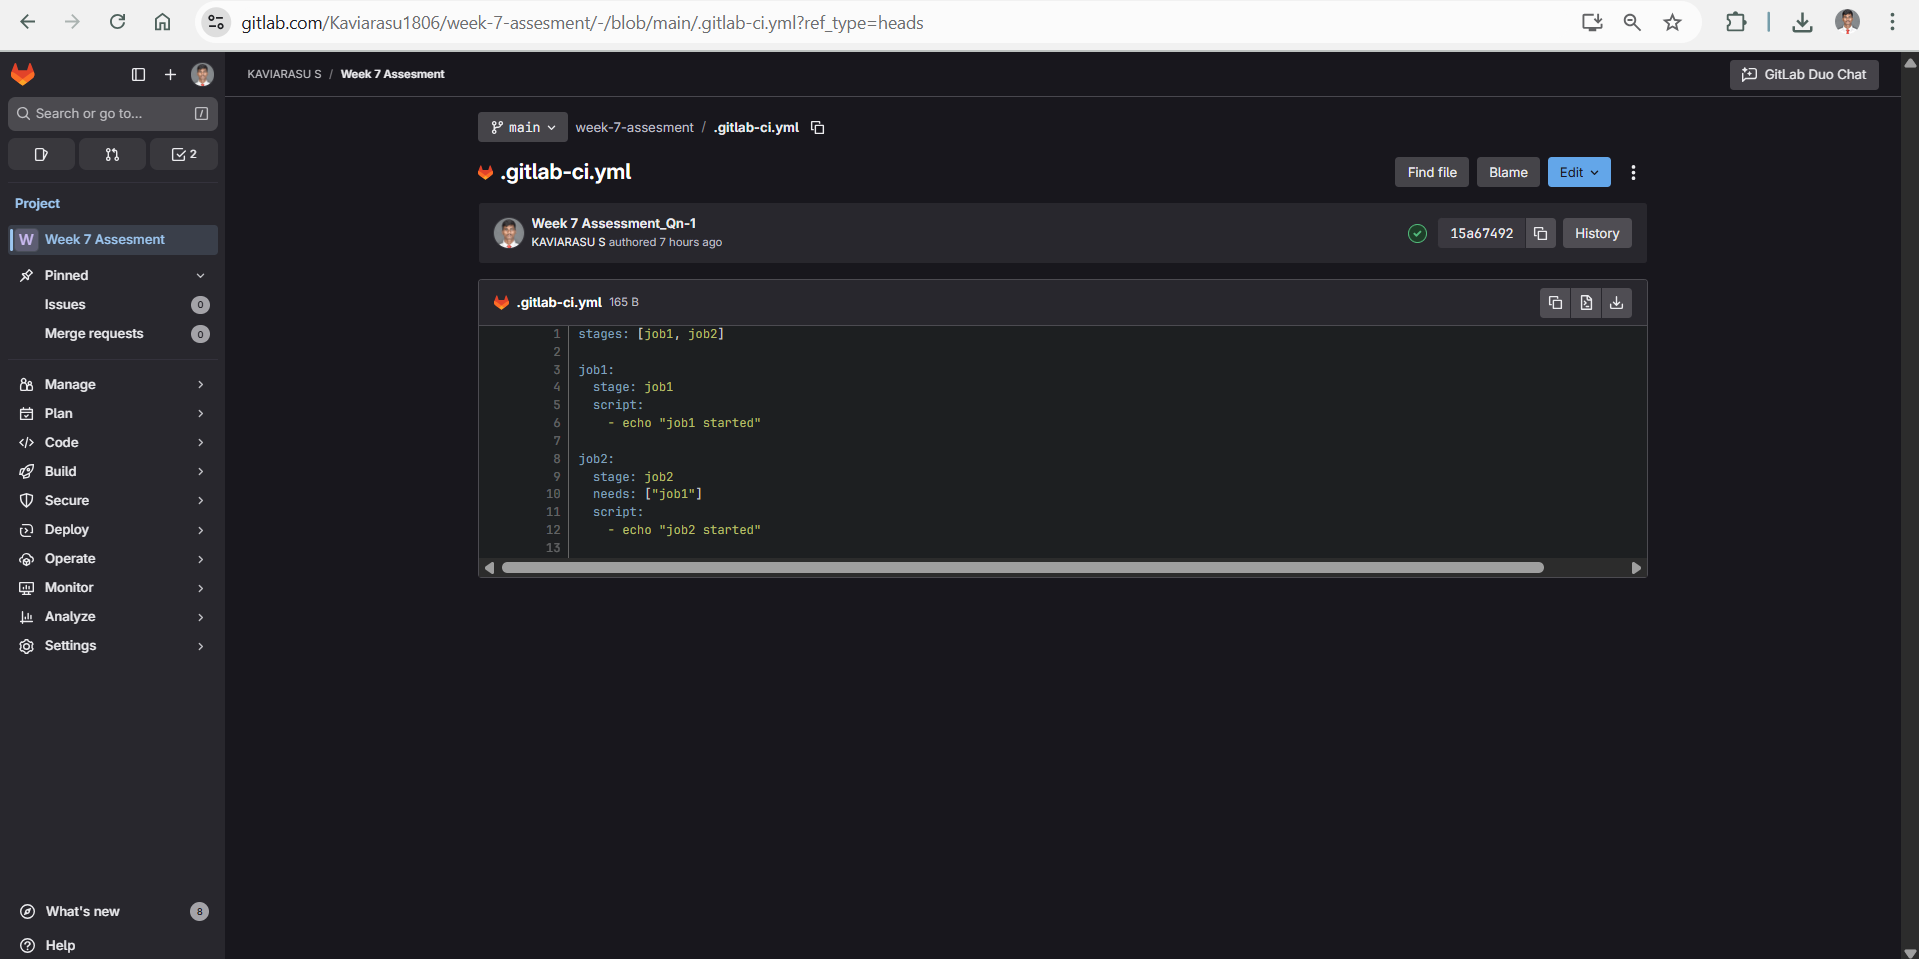 gitlab.com/Kaviarasu1806/week-7-assesment/-/blob/main/.gitlab-ci.yml?ref_type=heads
KAVIARASU S / Week 7 Assesment
GitLab Duo Chat
Search or go to...
/
2
Project
W Week 7 Assesment
Pinned
Issues 0
Merge requests 0
Manage
Plan
Code
Build
Secure
Deploy
Operate
Monitor
Analyze
Settings
What's new 8
Help
main week-7-assesment / .gitlab-ci.yml
.gitlab-ci.yml
Find file Blame Edit
Week 7 Assessment_Qn-1
KAVIARASU S authored 7 hours ago
15a67492 History
.gitlab-ci.yml 165 B
1 stages: [job1, job2]
2
3 job1:
4   stage: job1
5   script:
6     - echo "job1 started"
7
8 job2:
9   stage: job2
10   needs: ["job1"]
11   script:
12     - echo "job2 started"
13